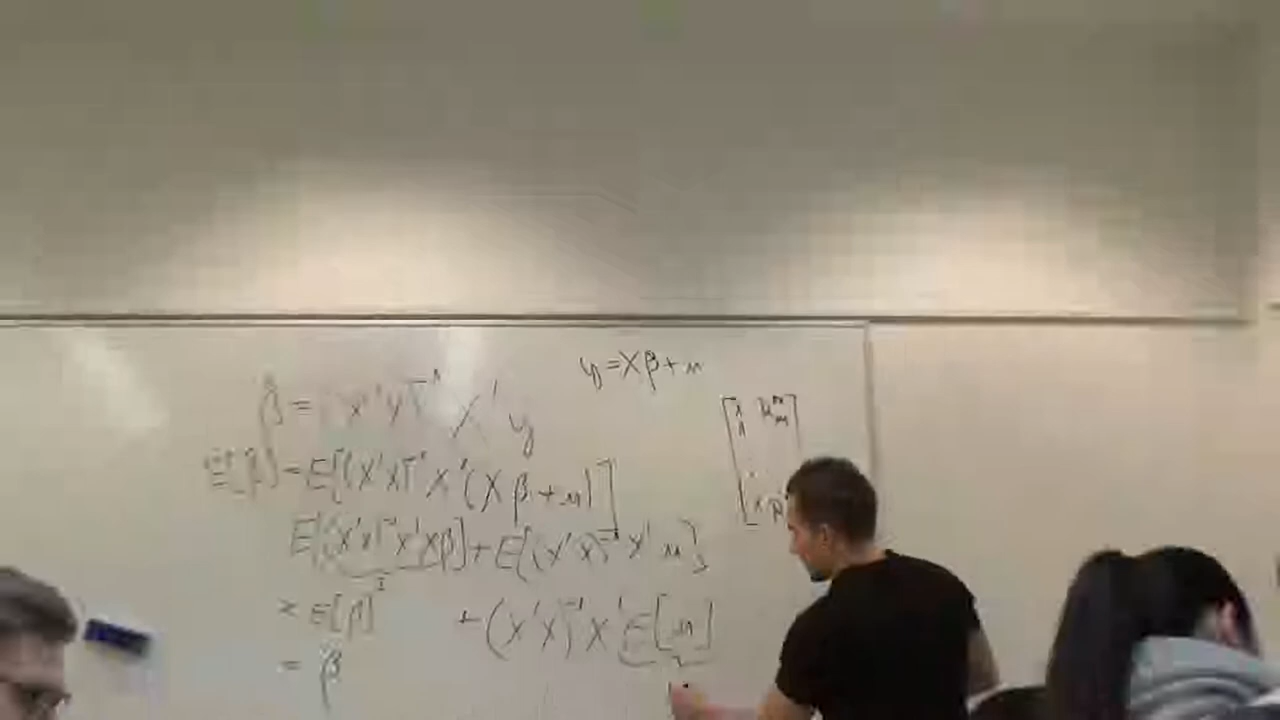 y = Xβ + u
β̂ = (X'X)⁻¹ X' y
E[β̂] = E[(X'X)⁻¹ X' (Xβ + u)]
E[(X'X)⁻¹ X'Xβ] + E[(X'X)⁻¹ X' u]
I
= E[β] + (X'X)⁻¹ X' E[u]
= β